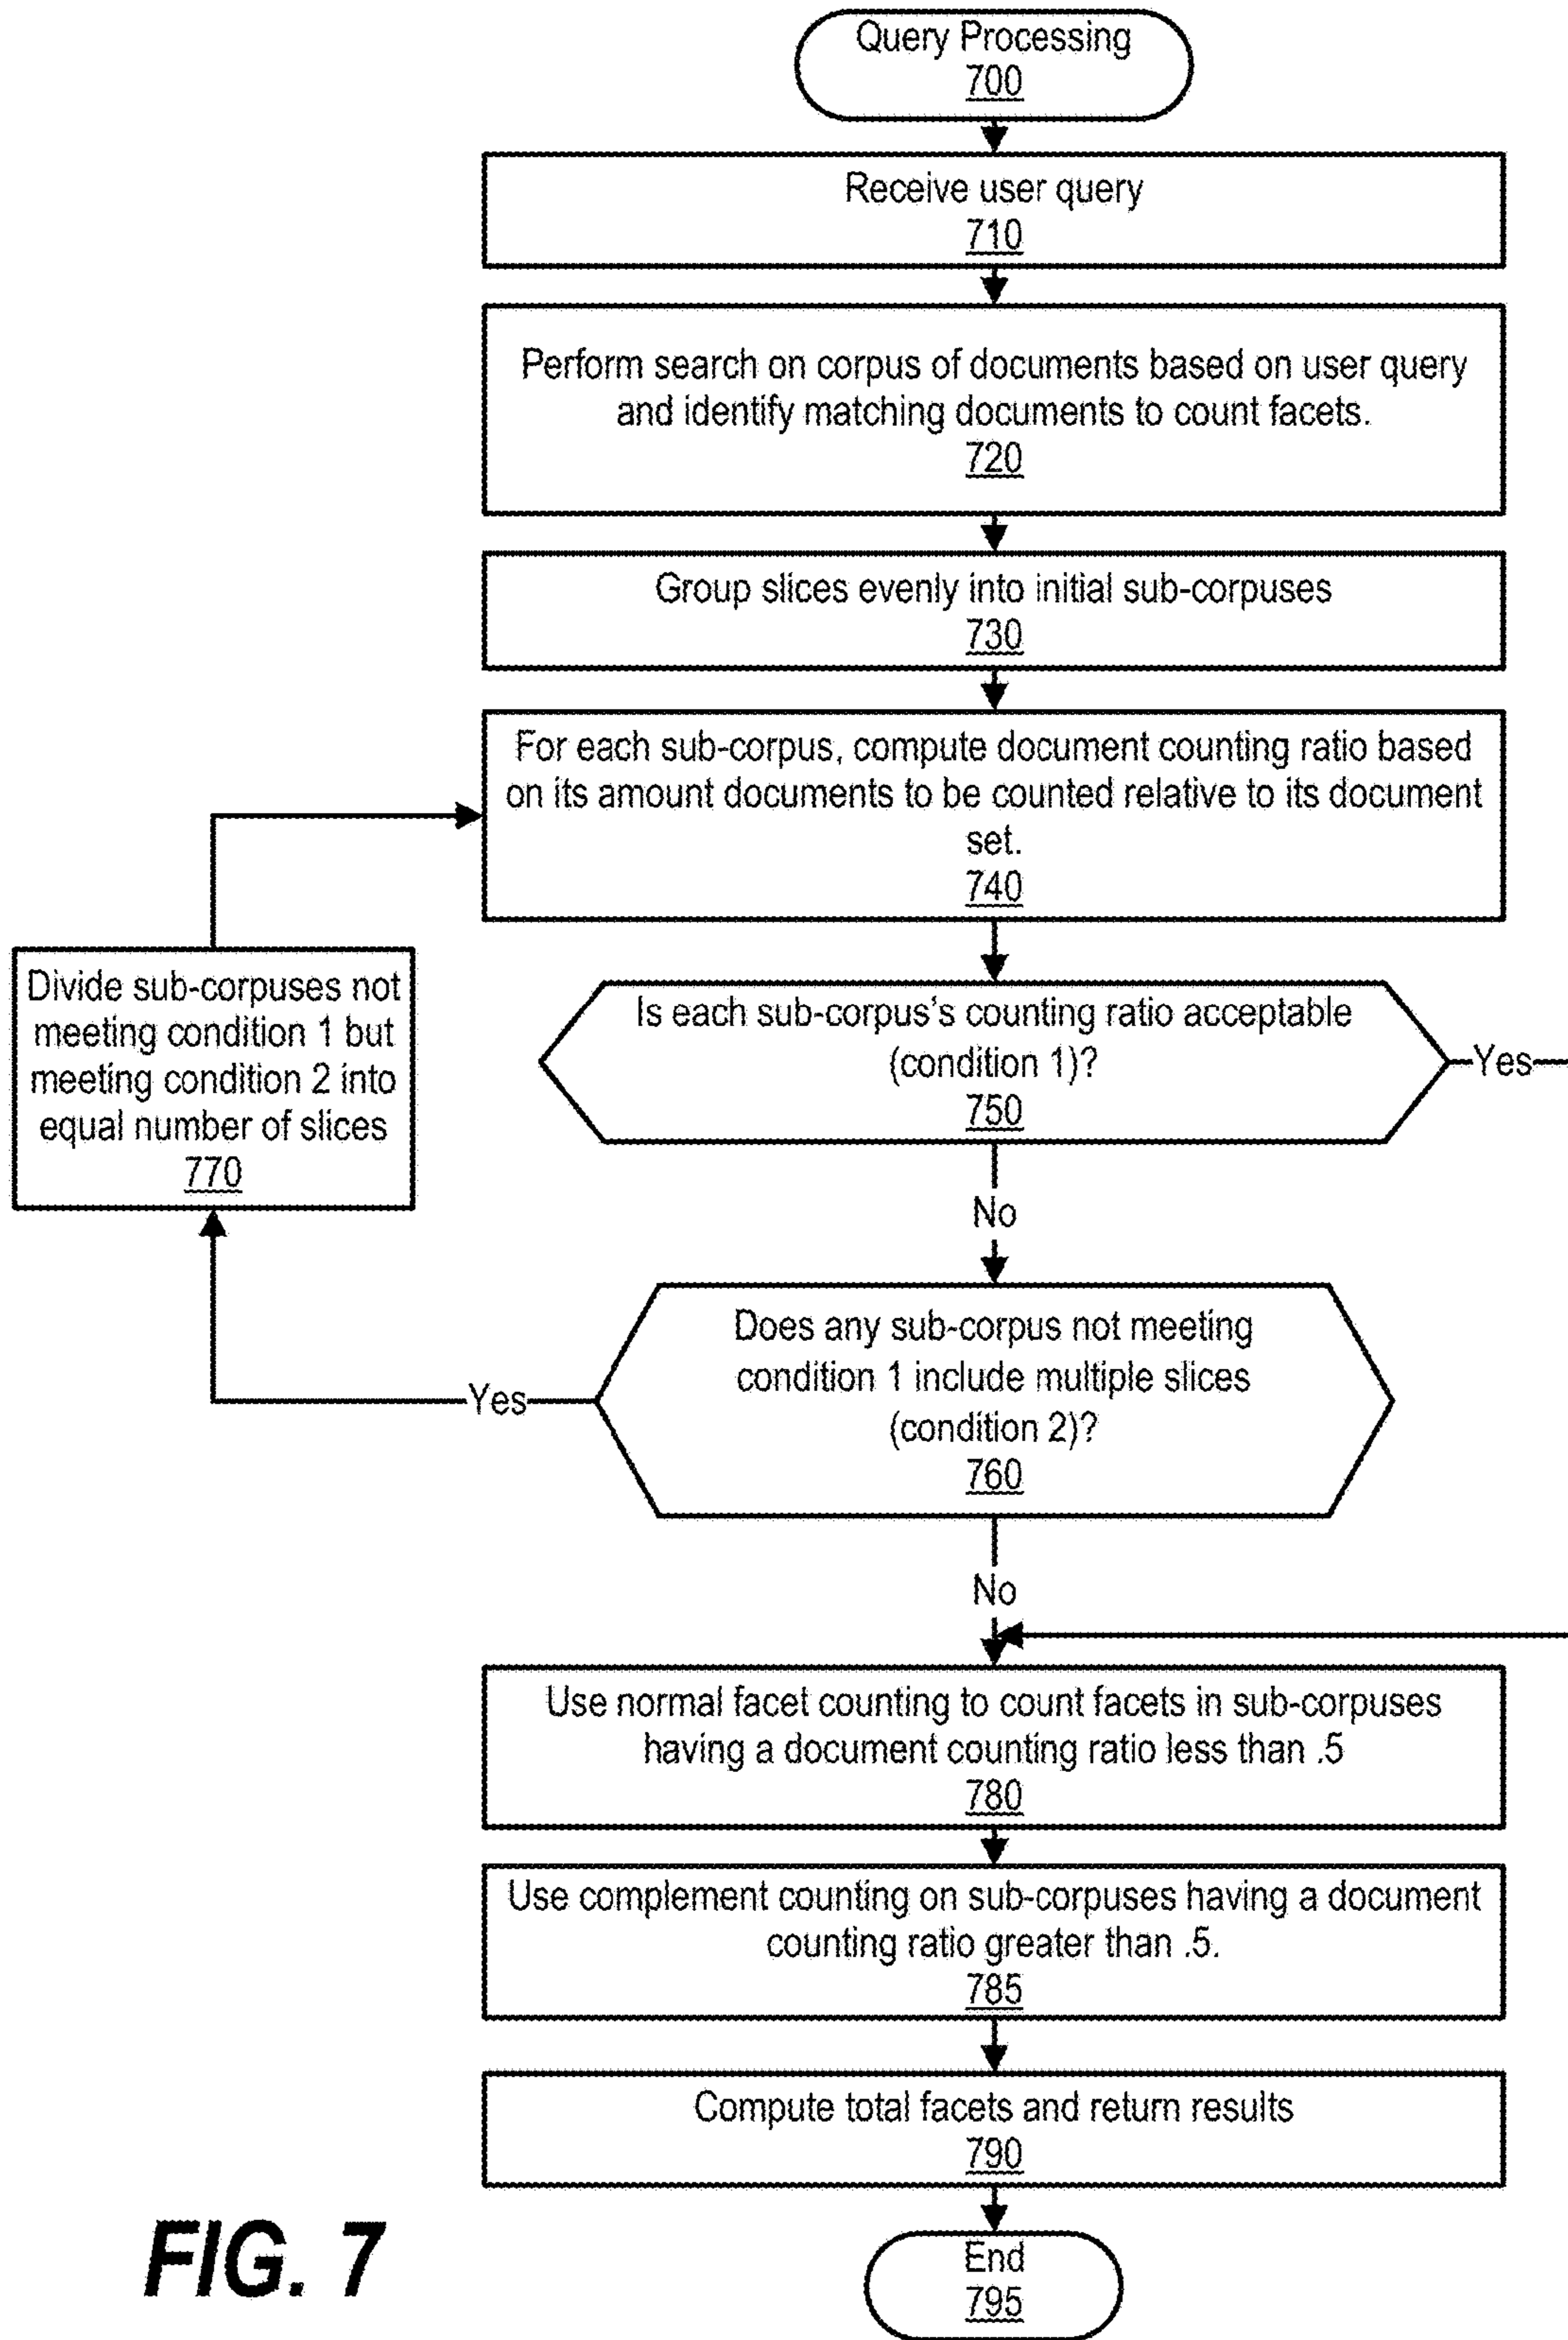 Query Processing
700
Receive user query
710
Perform search on corpus of documents based on user query
and identify matching documents to count facets.
720
Group slices evenly into initial sub-corpuses
730
For each sub-corpus, compute document counting ratio based
on its amount documents to be counted relative to its document
set.
740
Divide sub-corpuses not
meeting condition 1 but
meeting condition 2 into
equal number of slices
770
Is each sub-corpus's counting ratio acceptable
(condition 1)?
750
Yes
No
Does any sub-corpus not meeting
condition 1 include multiple slices
(condition 2)?
760
Yes
No
Use normal facet counting to count facets in sub-corpuses
having a document counting ratio less than .5
780
Use complement counting on sub-corpuses having a document
counting ratio greater than .5.
785
Compute total facets and return results
790
End
795
FIG. 7